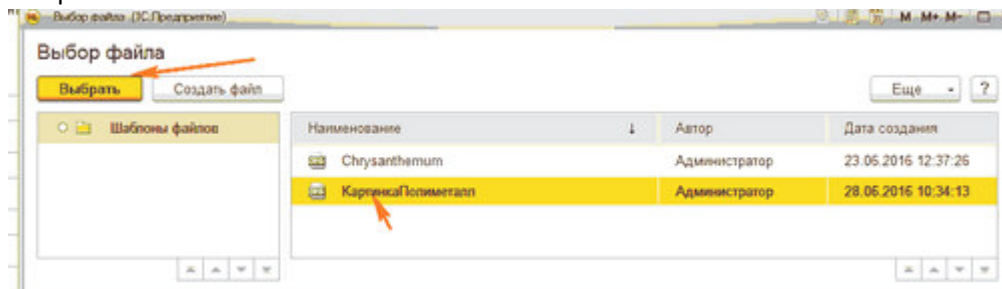 Выбор файла (1С:Предприятие) M M+ M-
Выбор файла
Выбрать Создать файл Еще ?
Шаблоны файлов Наименование ↓ Автор Дата создания
Chrysanthemum Администратор 23.06.2016 12:37:26
КартинкаПолиметалл Администратор 28.06.2016 10:34:13